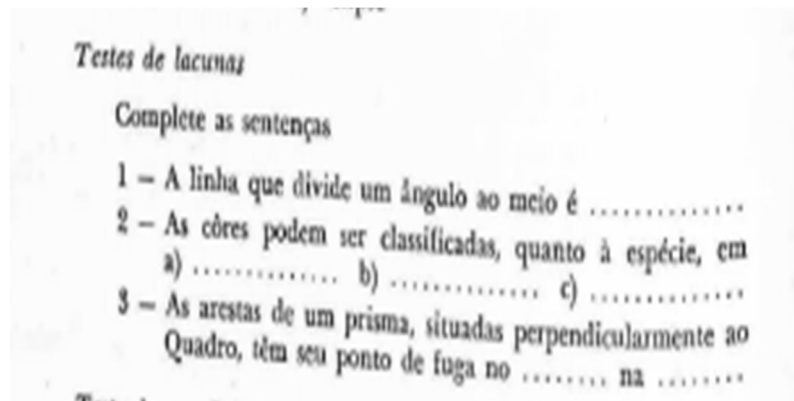 Testes de lacunas
Complete as sentenças
1 — A linha que divide um ângulo ao meio é ..............
2 — As côres podem ser classificadas, quanto à espécie, em
a) .............. b) .............. c) ..............
3 — As arestas de um prisma, situadas perpendicularmente ao
Quadro, têm seu ponto de fuga no ........ na ........